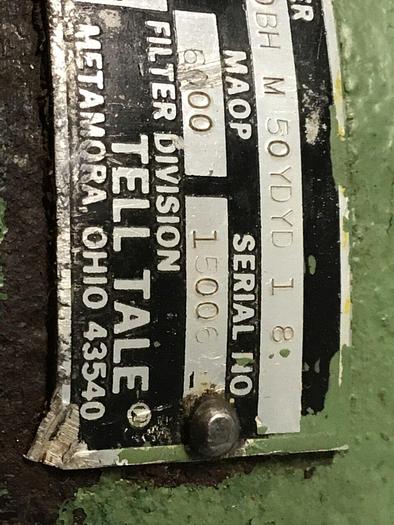 DBH M 50YDYD 1 8
MAOP SERIAL NO
6000 15006
FILTER DIVISION
TELL TALE®
METAMORA OHIO 43540